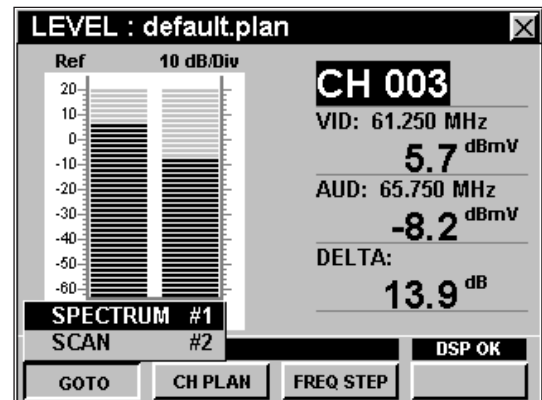 LEVEL : default.plan
Ref 10 dB/Div
20
10
0
-10
-20
-30
-40
-50
-60
CH 003
VID: 61.250 MHz
5.7 dBmV
AUD: 65.750 MHz
-8.2 dBmV
DELTA:
13.9 dB
SPECTRUM #1
SCAN #2
DSP OK
GOTO CH PLAN FREQ STEP